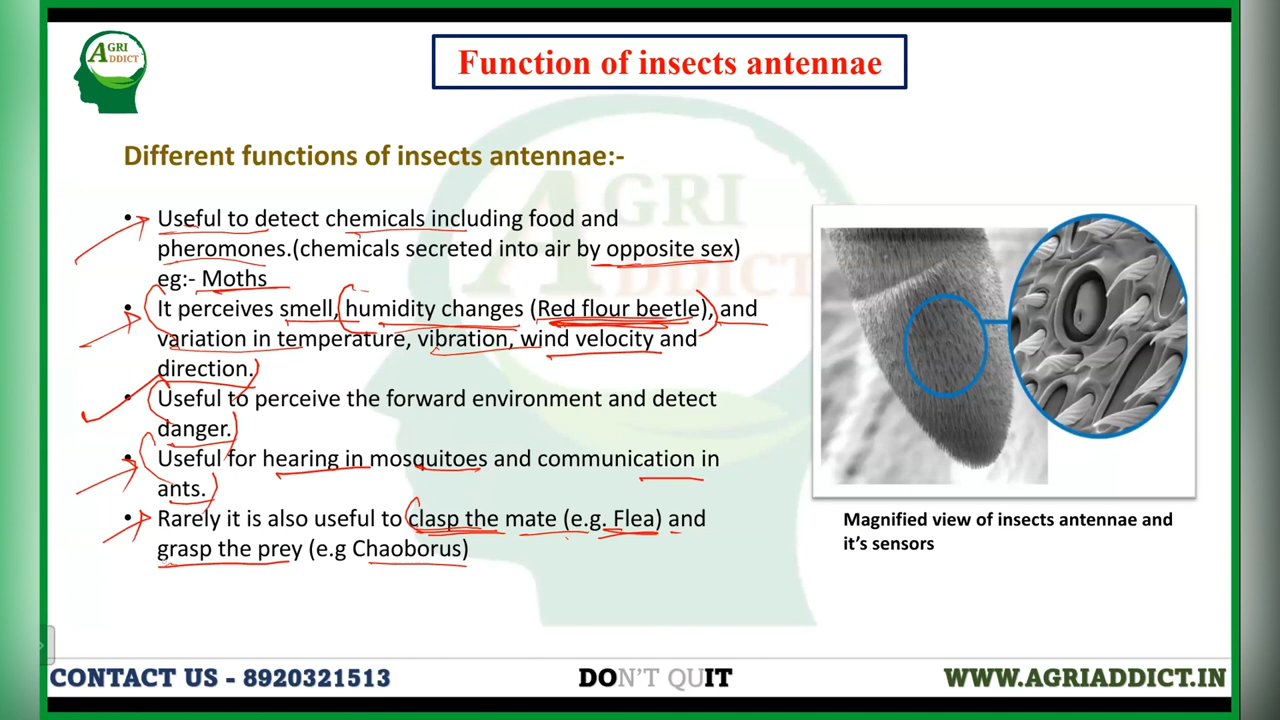 AGRI
ADDICT
Function of insects antennae
Different functions of insects antennae:-
• Useful to detect chemicals including food and
pheromones.(chemicals secreted into air by opposite sex)
eg:- Moths
• It perceives smell, humidity changes (Red flour beetle), and
variation in temperature, vibration, wind velocity and
direction.
• Useful to perceive the forward environment and detect
danger.
• Useful for hearing in mosquitoes and communication in
ants.
• Rarely it is also useful to clasp the mate (e.g. Flea) and
grasp the prey (e.g Chaoborus)
AGRI
ADDICT
Magnified view of insects antennae and
it's sensors
CONTACT US - 8920321513 DON'T QUIT WWW.AGRIADDICT.IN